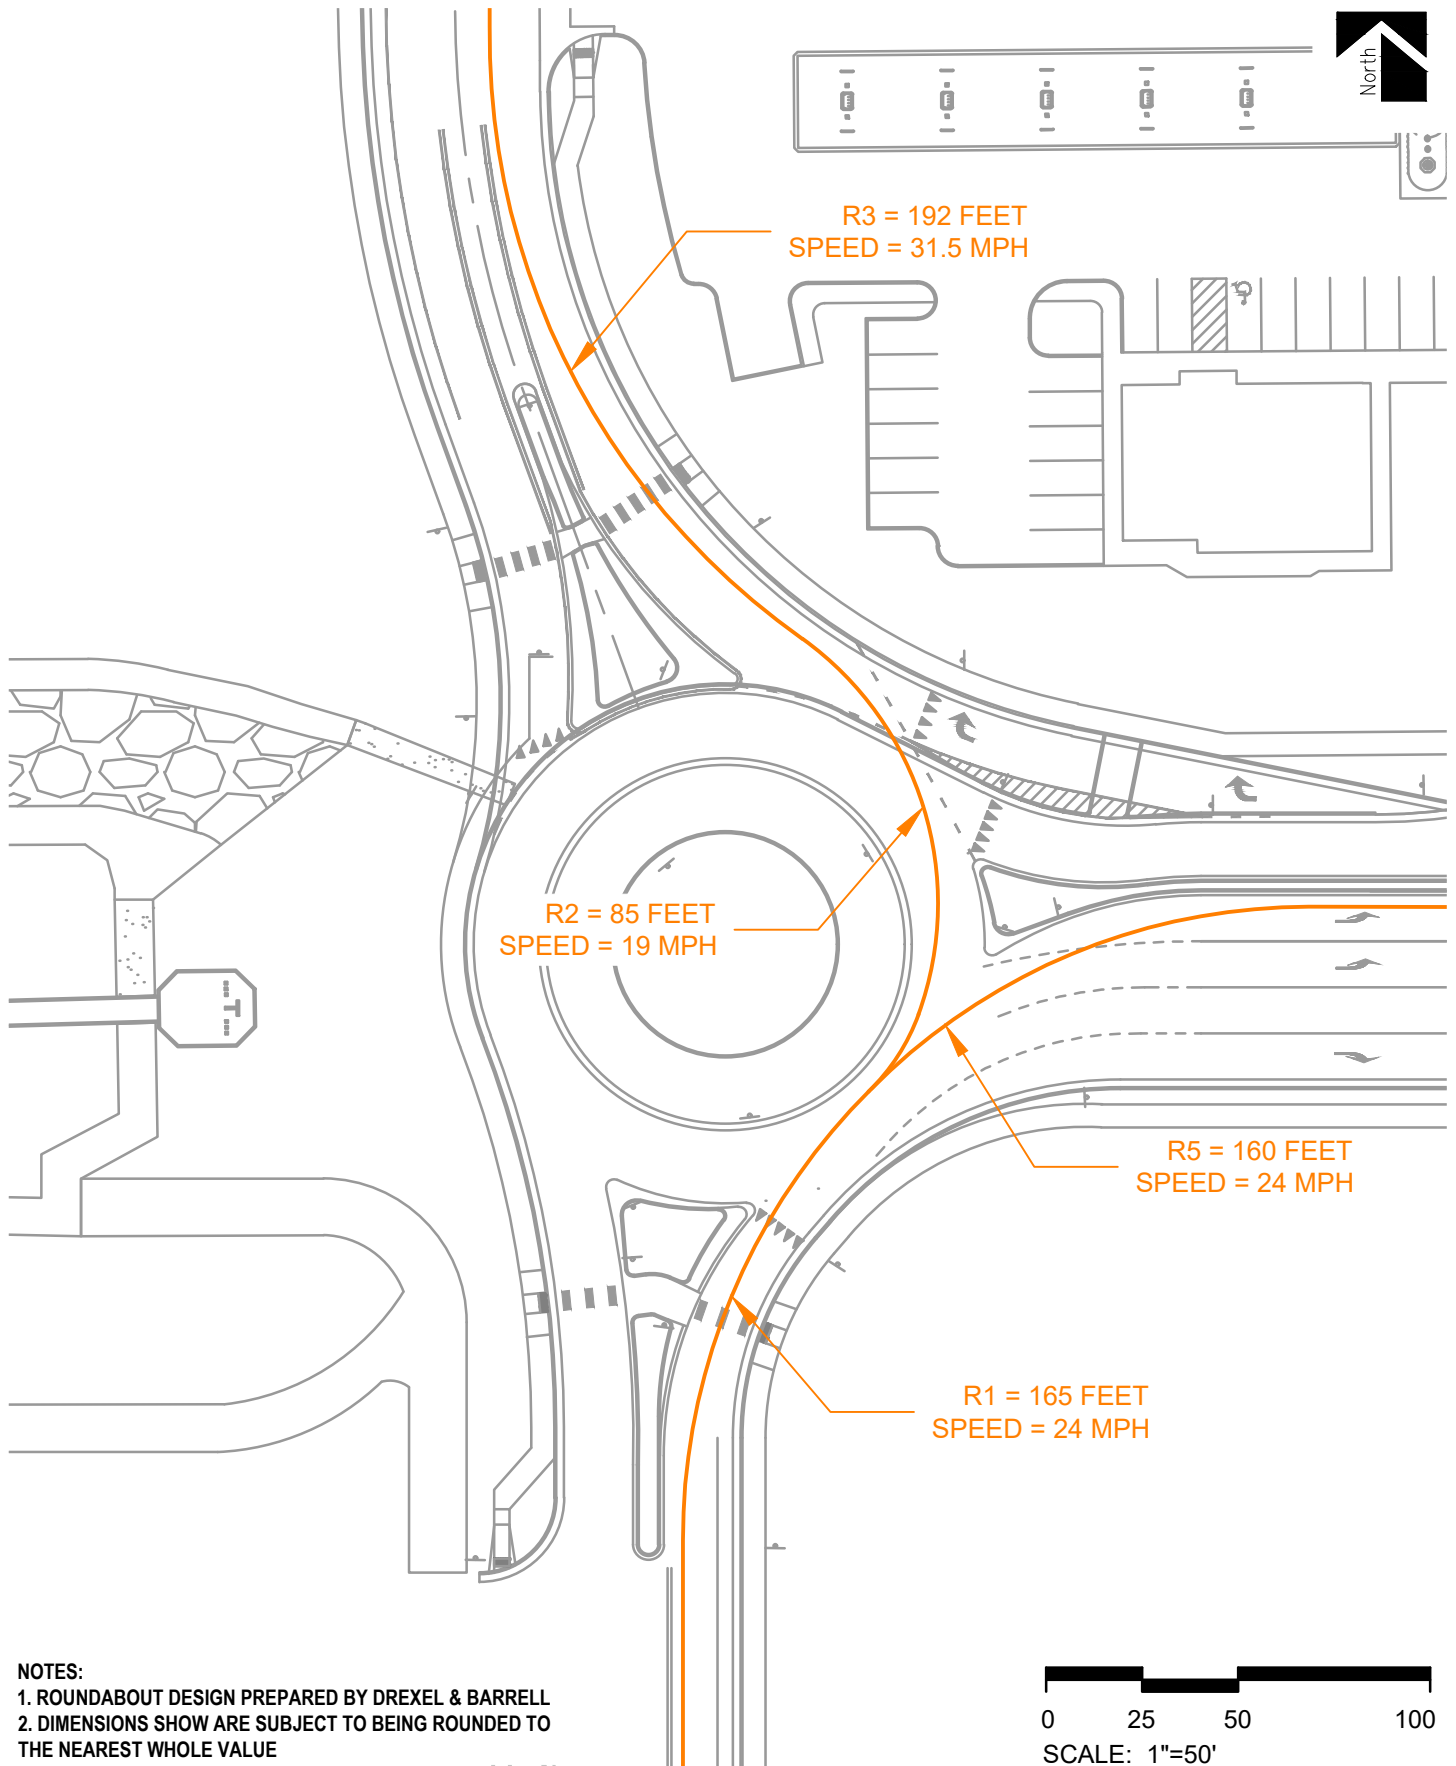 North
R3 = 192 FEET
SPEED = 31.5 MPH
R2 = 85 FEET
SPEED = 19 MPH
R5 = 160 FEET
SPEED = 24 MPH
R1 = 165 FEET
SPEED = 24 MPH
NOTES:
1. ROUNDABOUT DESIGN PREPARED BY DREXEL & BARRELL
2. DIMENSIONS SHOW ARE SUBJECT TO BEING ROUNDED TO
THE NEAREST WHOLE VALUE
0 25 50 100
SCALE: 1"=50'